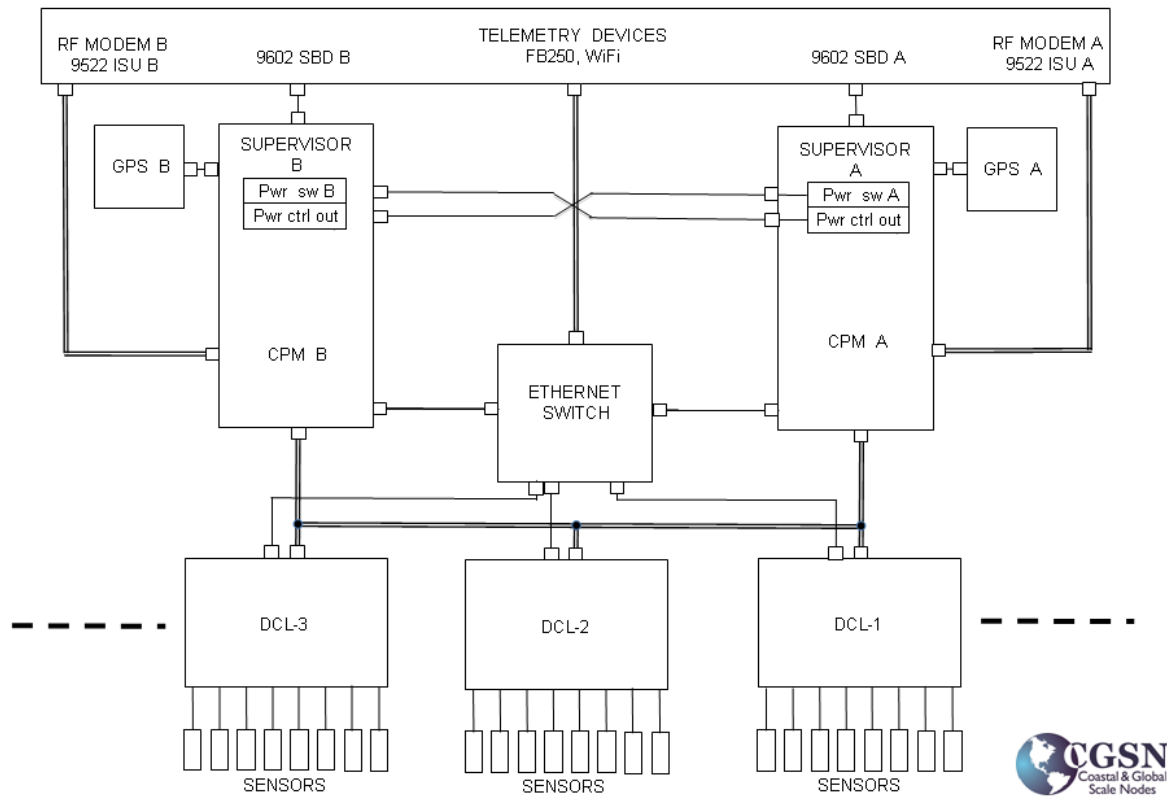 TELEMETRY DEVICES
FB250, WiFi
RF MODEM B
9522 ISU B
9602 SBD B
9602 SBD A
RF MODEM A
9522 ISU A
GPS B
SUPERVISOR
B
Pwr sw B
Pwr ctrl out
CPM B
SUPERVISOR
A
Pwr sw A
Pwr ctrl out
CPM A
GPS A
ETHERNET
SWITCH
DCL-3
DCL-2
DCL-1
SENSORS
SENSORS
SENSORS
CGSN
Coastal & Global
Scale Nodes